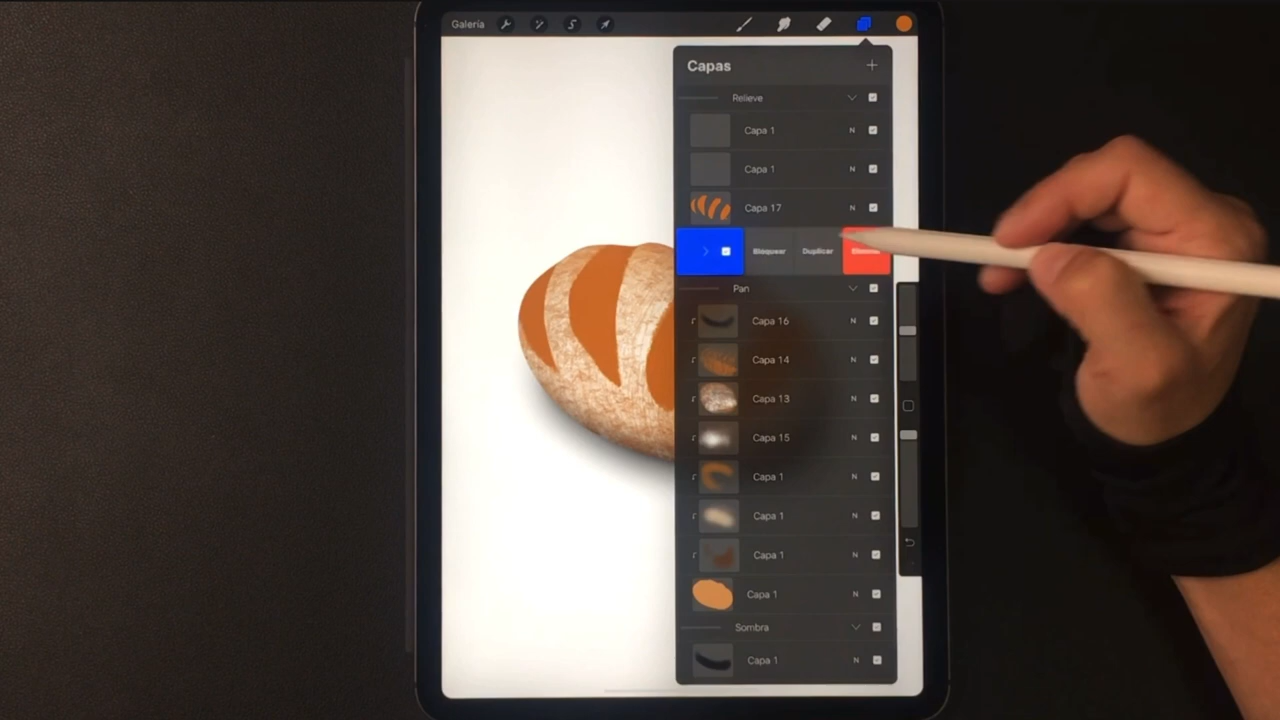 Galería
Capas
Relieve
Capa 1 N
Capa 1 N
Capa 17 N
Bloquear Duplicar
Pan
Capa 16 N
Capa 14 N
Capa 13 N
Capa 15 N
Capa 1 N
Capa 1 N
Capa 1 N
Capa 1 N
Sombra
Capa 1 N